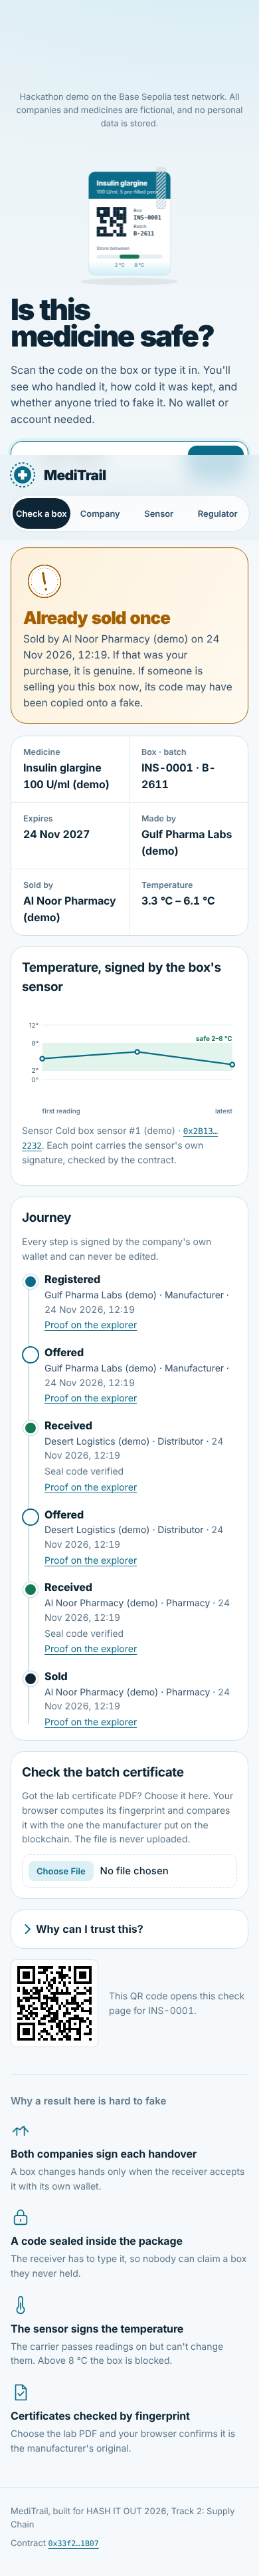 Hackathon demo on the Base Sepolia test network. All
companies and medicines are fictional, and no personal
data is stored.
Insulin glargine
100 U/ml, 5 pre-filled pens
Box
INS-0001
Batch
B-2611
Store between
2 °C 8 °C
Is this
medicine safe?
Scan the code on the box or type it in. You'll
see who handled it, how cold it was kept, and
whether anyone tried to fake it. No wallet or
account needed.
MediTrail
Check a box Company Sensor Regulator
Already sold once
Sold by Al Noor Pharmacy (demo) on 24
Nov 2026, 12:19. If that was your
purchase, it is genuine. If someone is
selling you this box now, its code may have
been copied onto a fake.
Medicine
Insulin glargine
100 U/ml (demo)
Box · batch
INS-0001 · B-
2611
Expires
24 Nov 2027
Made by
Gulf Pharma Labs
(demo)
Sold by
Al Noor Pharmacy
(demo)
Temperature
3.3 °C – 6.1 °C
Temperature, signed by the box's
sensor
12°
safe 2–8 °C
8°
2°
0°
first reading latest
Sensor Cold box sensor #1 (demo) · 0x2B13…
2232. Each point carries the sensor's own
signature, checked by the contract.
Journey
Every step is signed by the company's own
wallet and can never be edited.
Registered
Gulf Pharma Labs (demo) · Manufacturer ·
24 Nov 2026, 12:19
Proof on the explorer
Offered
Gulf Pharma Labs (demo) · Manufacturer ·
24 Nov 2026, 12:19
Proof on the explorer
Received
Desert Logistics (demo) · Distributor · 24
Nov 2026, 12:19
Seal code verified
Proof on the explorer
Offered
Desert Logistics (demo) · Distributor · 24
Nov 2026, 12:19
Proof on the explorer
Received
Al Noor Pharmacy (demo) · Pharmacy · 24
Nov 2026, 12:19
Seal code verified
Proof on the explorer
Sold
Al Noor Pharmacy (demo) · Pharmacy · 24
Nov 2026, 12:19
Proof on the explorer
Check the batch certificate
Got the lab certificate PDF? Choose it here. Your
browser computes its fingerprint and compares
it with the one the manufacturer put on the
blockchain. The file is never uploaded.
Choose File No file chosen
Why can I trust this?
This QR code opens this check
page for INS-0001.
Why a result here is hard to fake
Both companies sign each handover
A box changes hands only when the receiver accepts
it with its own wallet.
A code sealed inside the package
The receiver has to type it, so nobody can claim a box
they never held.
The sensor signs the temperature
The carrier passes readings on but can't change
them. Above 8 °C the box is blocked.
Certificates checked by fingerprint
Choose the lab PDF and your browser confirms it is
the manufacturer's original.
MediTrail, built for HASH IT OUT 2026, Track 2: Supply
Chain
Contract 0x33f2…1B07